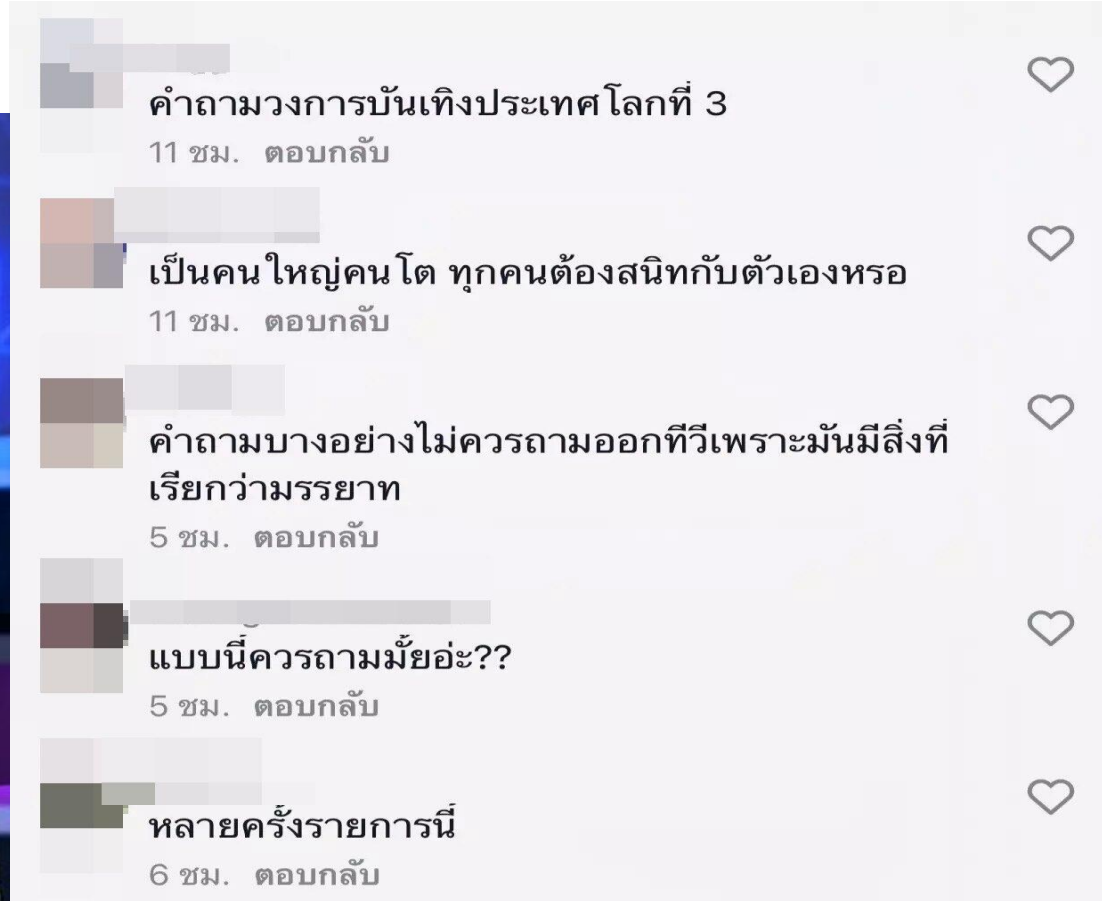 คำถามวงการบันเทิงประเทศโลกที่ 3
11 ชม. ตอบกลับ
เป็นคนใหญ่คนโต ทุกคนต้องสนิทกับตัวเองหรอ
11 ชม. ตอบกลับ
คำถามบางอย่างไม่ควรถามออกทีวีเพราะมันมีสิ่งที่
เรียกว่ามรรยาท
5 ชม. ตอบกลับ
แบบนี้ควรถามมั้ยอ่ะ??
5 ชม. ตอบกลับ
หลายครั้งรายการนี้
6 ชม. ตอบกลับ